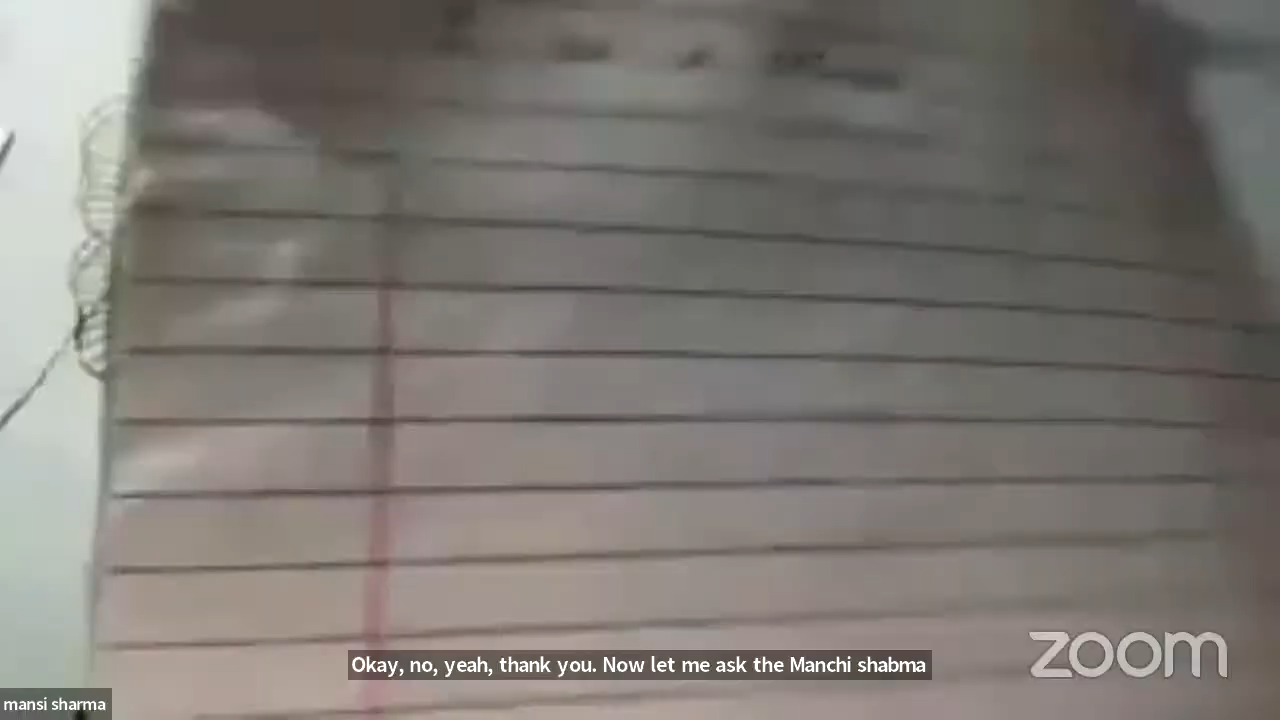 Okay, no, yeah, thank you. Now let me ask the Manchi shabma
zoom
mansi sharma